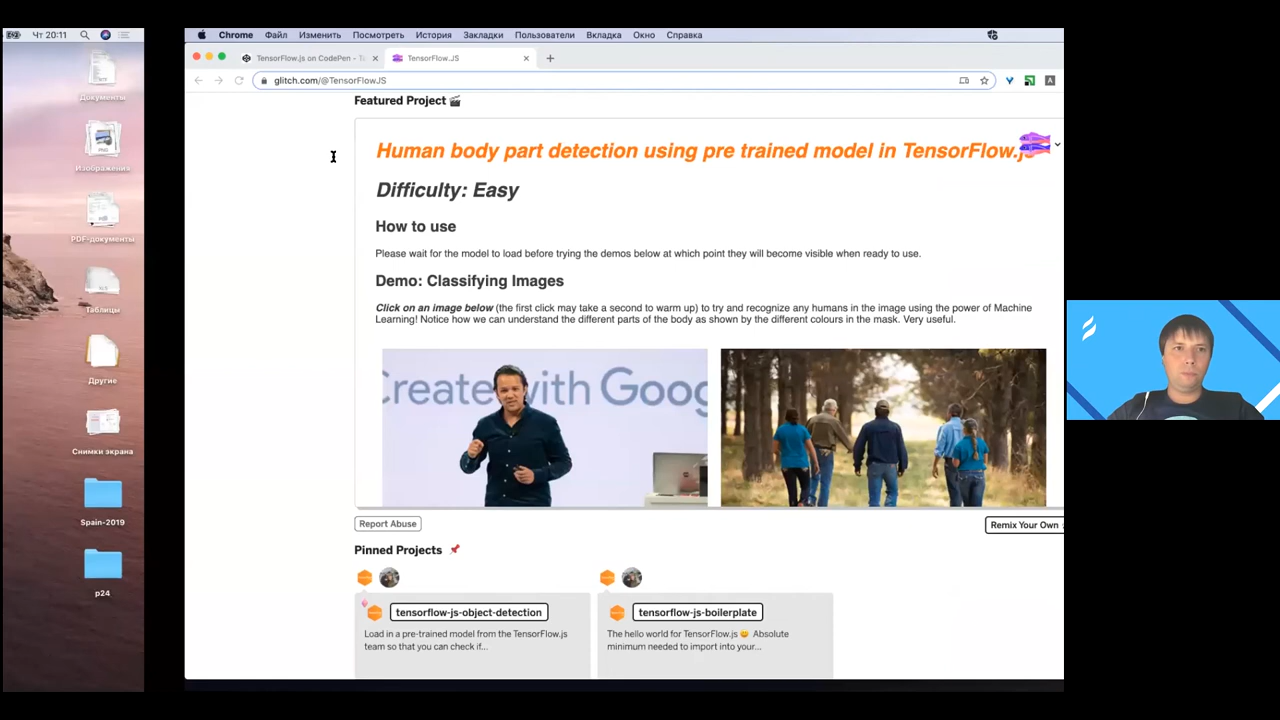 Чт 20:11
Chrome Файл Изменить Посмотреть История Закладки Пользователи Вкладка Окно Справка
TensorFlow.js on CodePen - T
TensorFlow.JS
glitch.com/@TensorFlowJS
Документы
Изображения
PDF-документы
Таблицы
Другие
Снимки экрана
Spain-2019
p24
Featured Project
Human body part detection using pre trained model in TensorFlow.js
Difficulty: Easy
How to use
Please wait for the model to load before trying the demos below at which point they will become visible when ready to use.
Demo: Classifying Images
Click on an image below (the first click may take a second to warm up) to try and recognize any humans in the image using the power of Machine
Learning! Notice how we can understand the different parts of the body as shown by the different colours in the mask. Very useful.
Create with Goog
Report Abuse
Remix Your Own
Pinned Projects
tensorflow-js-object-detection
Load in a pre-trained model from the TensorFlow.js
team so that you can check if...
tensorflow-js-boilerplate
The hello world for TensorFlow.js 😀 Absolute
minimum needed to import into your...